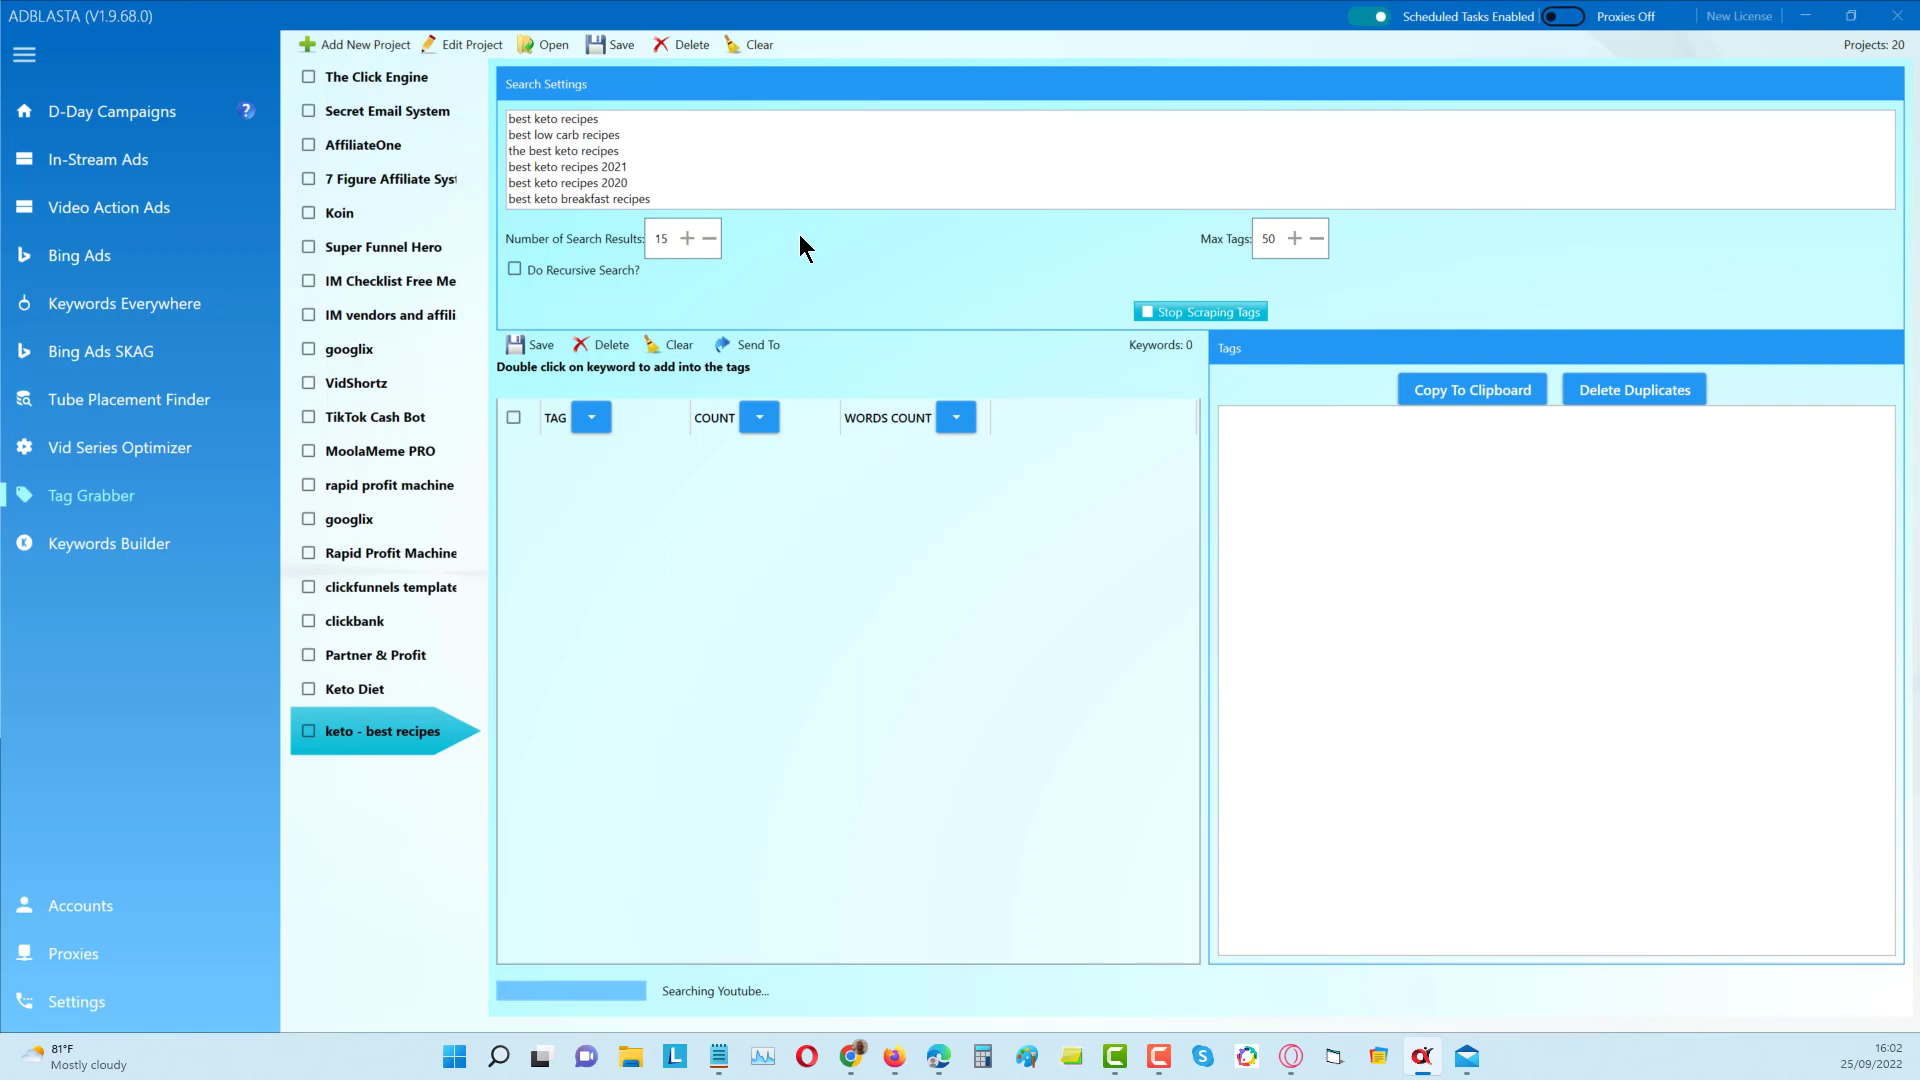 ADBLASTA (V1.9.68.0)
Scheduled Tasks Enabled
Proxies Off
New License
Add New Project
Edit Project
Open
Save
Delete
Clear
Projects: 20
D-Day Campaigns
?
In-Stream Ads
Video Action Ads
Bing Ads
Keywords Everywhere
Bing Ads SKAG
Tube Placement Finder
Vid Series Optimizer
Tag Grabber
Keywords Builder
Accounts
Proxies
Settings
The Click Engine
Secret Email System
AffiliateOne
7 Figure Affiliate Syst
Koin
Super Funnel Hero
IM Checklist Free Me
IM vendors and affili
googlix
VidShortz
TikTok Cash Bot
MoolaMeme PRO
rapid profit machine
googlix
Rapid Profit Machine
clickfunnels template
clickbank
Partner & Profit
Keto Diet
keto - best recipes
Search Settings
best keto recipes
best low carb recipes
the best keto recipes
best keto recipes 2021
best keto recipes 2020
best keto breakfast recipes
Number of Search Results: 15
Max Tags: 50
Do Recursive Search?
Stop Scraping Tags
Save
Delete
Clear
Send To
Keywords: 0
Double click on keyword to add into the tags
TAG
COUNT
WORDS COUNT
Tags
Copy To Clipboard
Delete Duplicates
Searching Youtube...
81°F
Mostly cloudy
16:02
25/09/2022